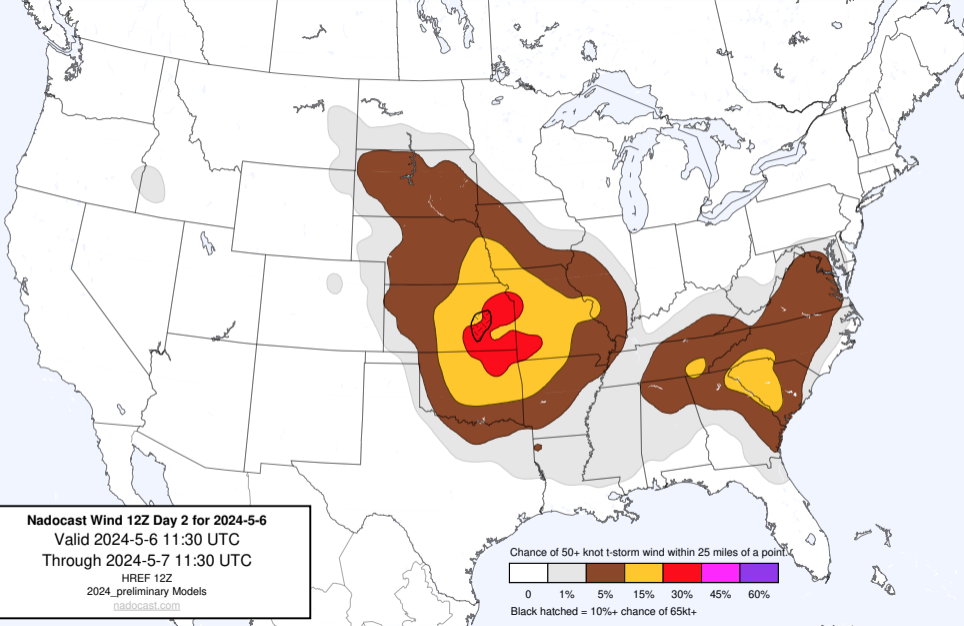 Nadocast Wind 12Z Day 2 for 2024-5-6
Valid 2024-5-6 11:30 UTC
Through 2024-5-7 11:30 UTC
HREF 12Z
2024_preliminary Models
nadocast.com
Chance of 50+ knot t-storm wind within 25 miles of a point.
0 1% 5% 15% 30% 45% 60%
Black hatched = 10%+ chance of 65kt+